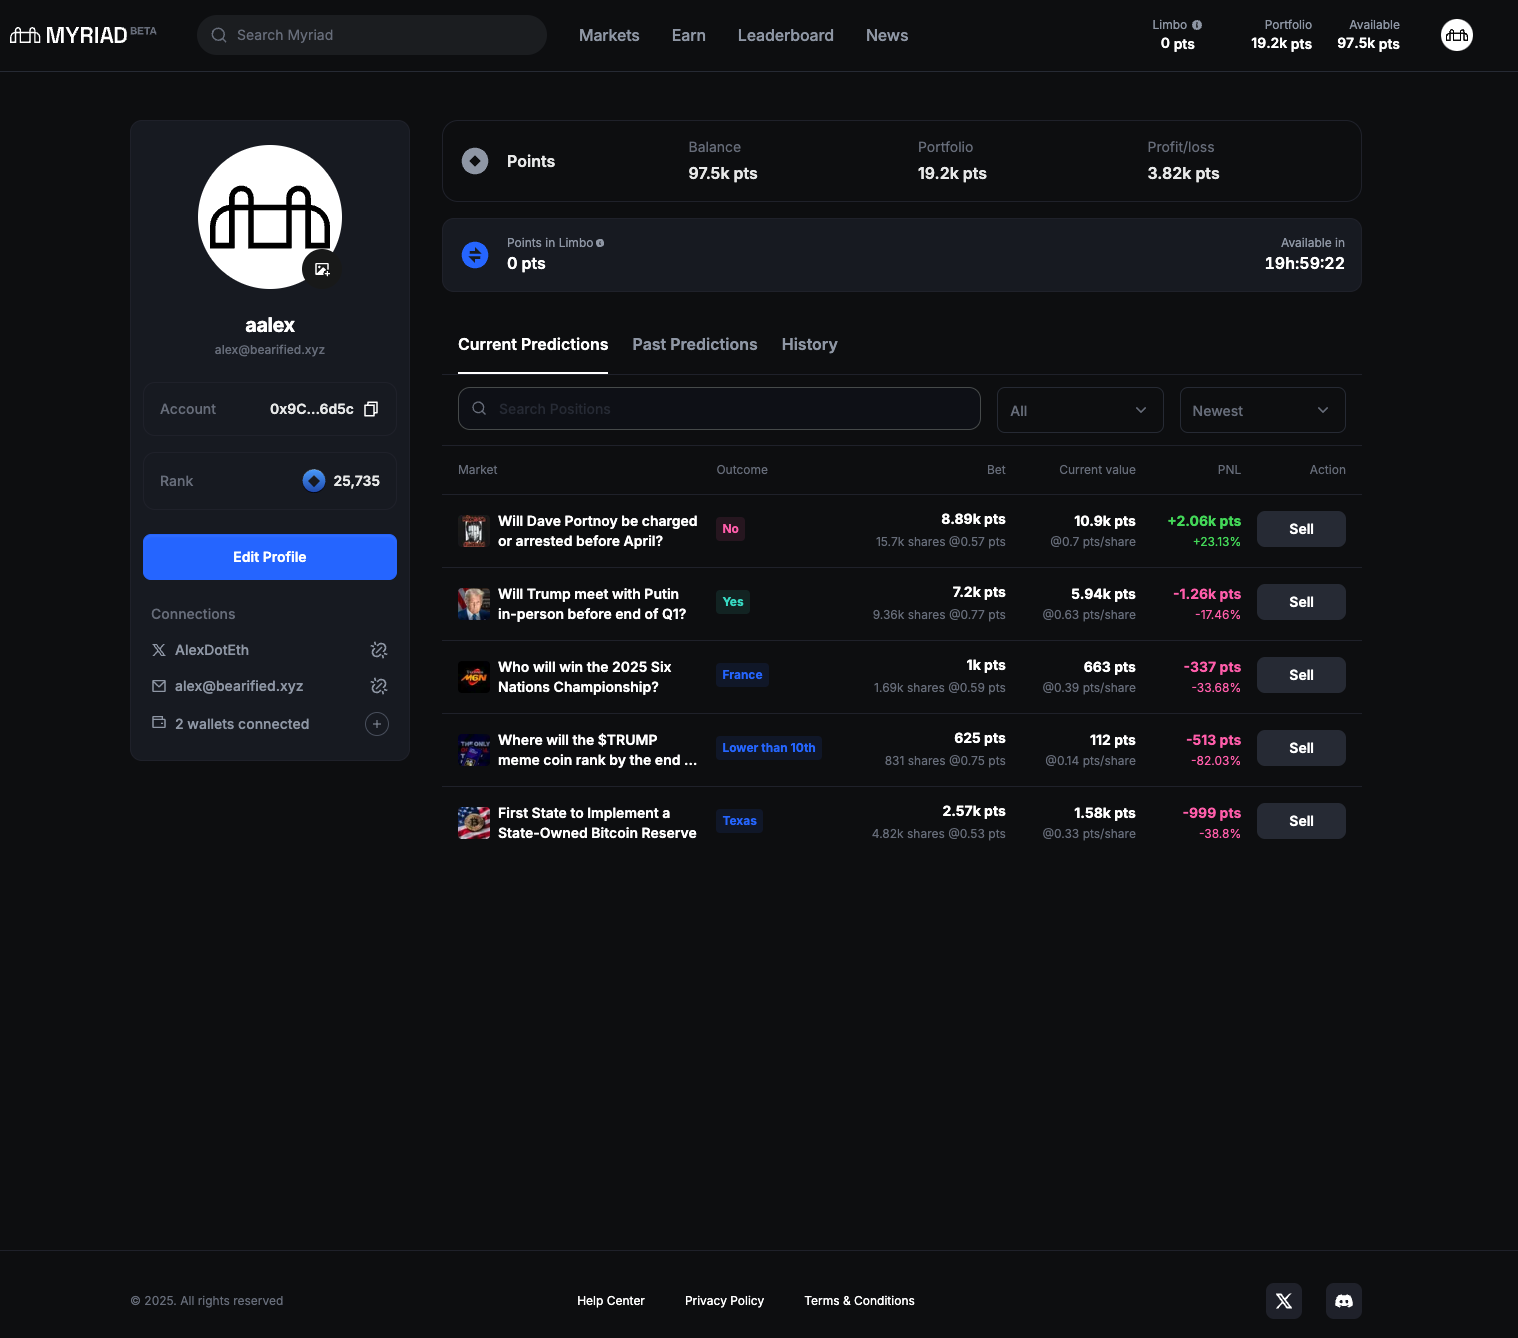 MYRIAD BETA
Search Myriad
Markets
Earn
Leaderboard
News
Limbo
0 pts
Portfolio
19.2k pts
Available
97.5k pts
aalex
alex@bearified.xyz
Account 0x9C...6d5c
Rank 25,735
Edit Profile
Connections
AlexDotEth
alex@bearified.xyz
2 wallets connected
Points
Balance
97.5k pts
Portfolio
19.2k pts
Profit/loss
3.82k pts
Points in Limbo
0 pts
Available in
19h:59:22
Current Predictions
Past Predictions
History
Search Positions
All
Newest
Market Outcome Bet Current value PNL Action
Will Dave Portnoy be charged
or arrested before April?
No
8.89k pts
15.7k shares @0.57 pts
10.9k pts
@0.7 pts/share
+2.06k pts
+23.13%
Sell
Will Trump meet with Putin
in-person before end of Q1?
Yes
7.2k pts
9.36k shares @0.77 pts
5.94k pts
@0.63 pts/share
-1.26k pts
-17.46%
Sell
Who will win the 2025 Six
Nations Championship?
France
1k pts
1.69k shares @0.59 pts
663 pts
@0.39 pts/share
-337 pts
-33.68%
Sell
Where will the $TRUMP
meme coin rank by the end ...
Lower than 10th
625 pts
831 shares @0.75 pts
112 pts
@0.14 pts/share
-513 pts
-82.03%
Sell
First State to Implement a
State-Owned Bitcoin Reserve
Texas
2.57k pts
4.82k shares @0.53 pts
1.58k pts
@0.33 pts/share
-999 pts
-38.8%
Sell
© 2025. All rights reserved
Help Center
Privacy Policy
Terms & Conditions